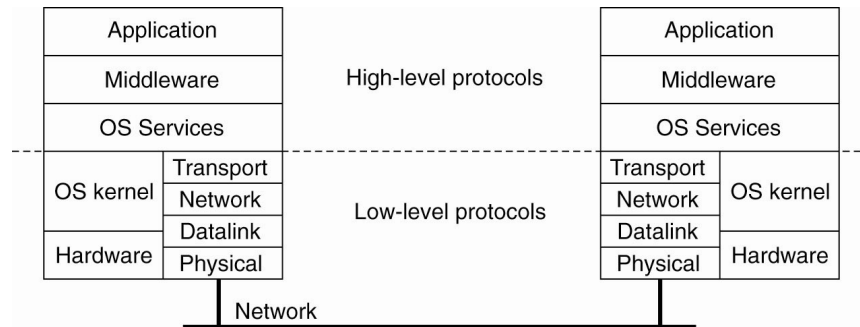 Application
Middleware
OS Services
OS kernel
Hardware
Transport
Network
Datalink
Physical
High-level protocols
Low-level protocols
Network
Application
Middleware
OS Services
Transport
Network
Datalink
Physical
OS kernel
Hardware